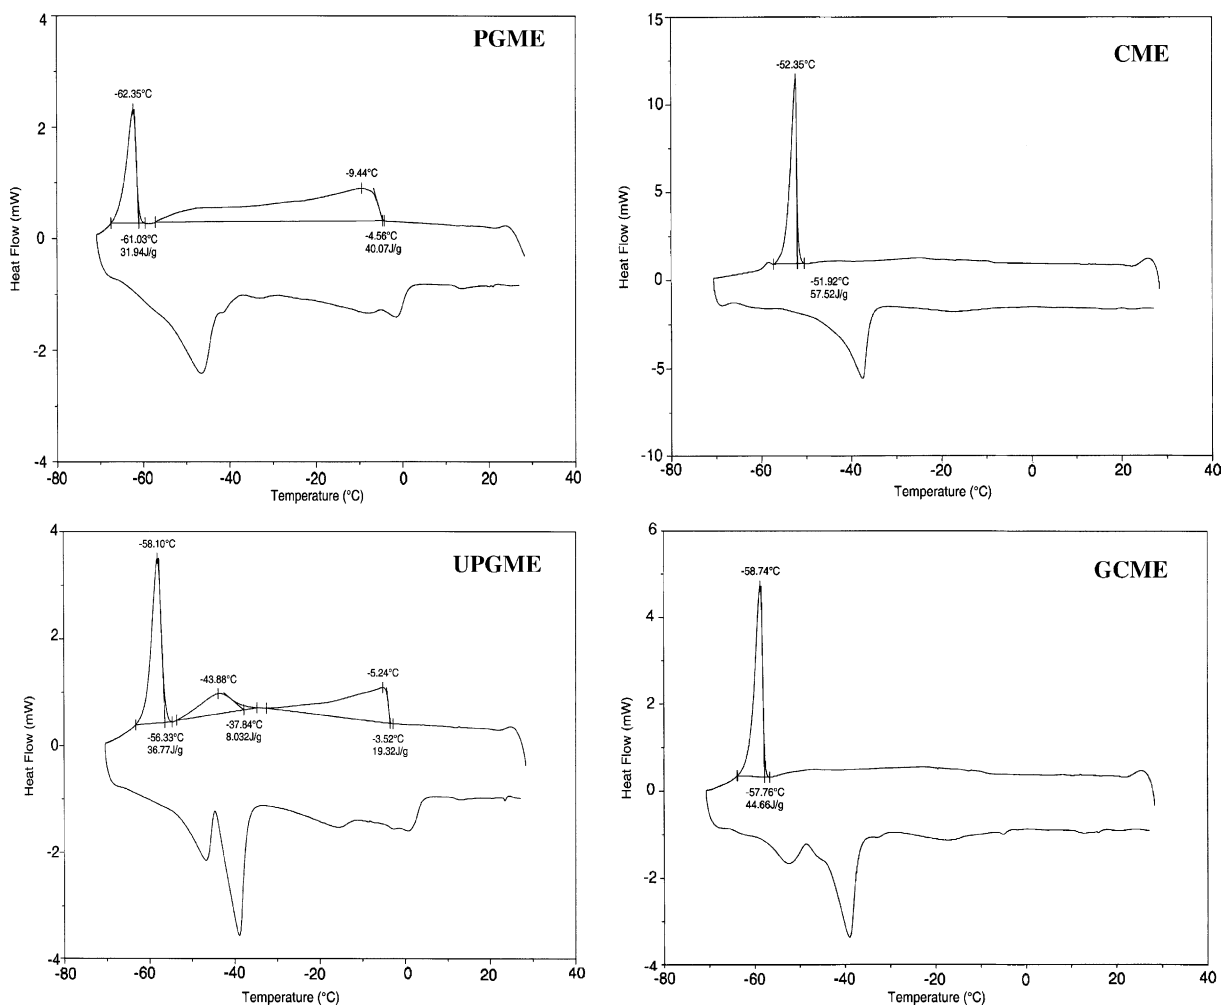 PGME
4
2
0
-2
-4
Heat Flow (mW)
-62.35°C
-9.44°C
-61.03°C
31.94J/g
-4.56°C
40.07J/g
-80
-60
-40
-20
0
20
40
Temperature (°C)
CME
15
10
5
0
-5
-10
Heat Flow (mW)
-52.35°C
-51.92°C
57.52J/g
-80
-60
-40
-20
0
20
40
Temperature (°C)
UPGME
4
2
0
-2
-4
Heat Flow (mW)
-58.10°C
-43.88°C
-5.24°C
-56.33°C
36.77J/g
-37.84°C
8.032J/g
-3.52°C
19.32J/g
-80
-60
-40
-20
0
20
40
Temperature (°C)
GCME
6
4
2
0
-2
-4
Heat Flow (mW)
-58.74°C
-57.76°C
44.66J/g
-80
-60
-40
-20
0
20
40
Temperature (°C)